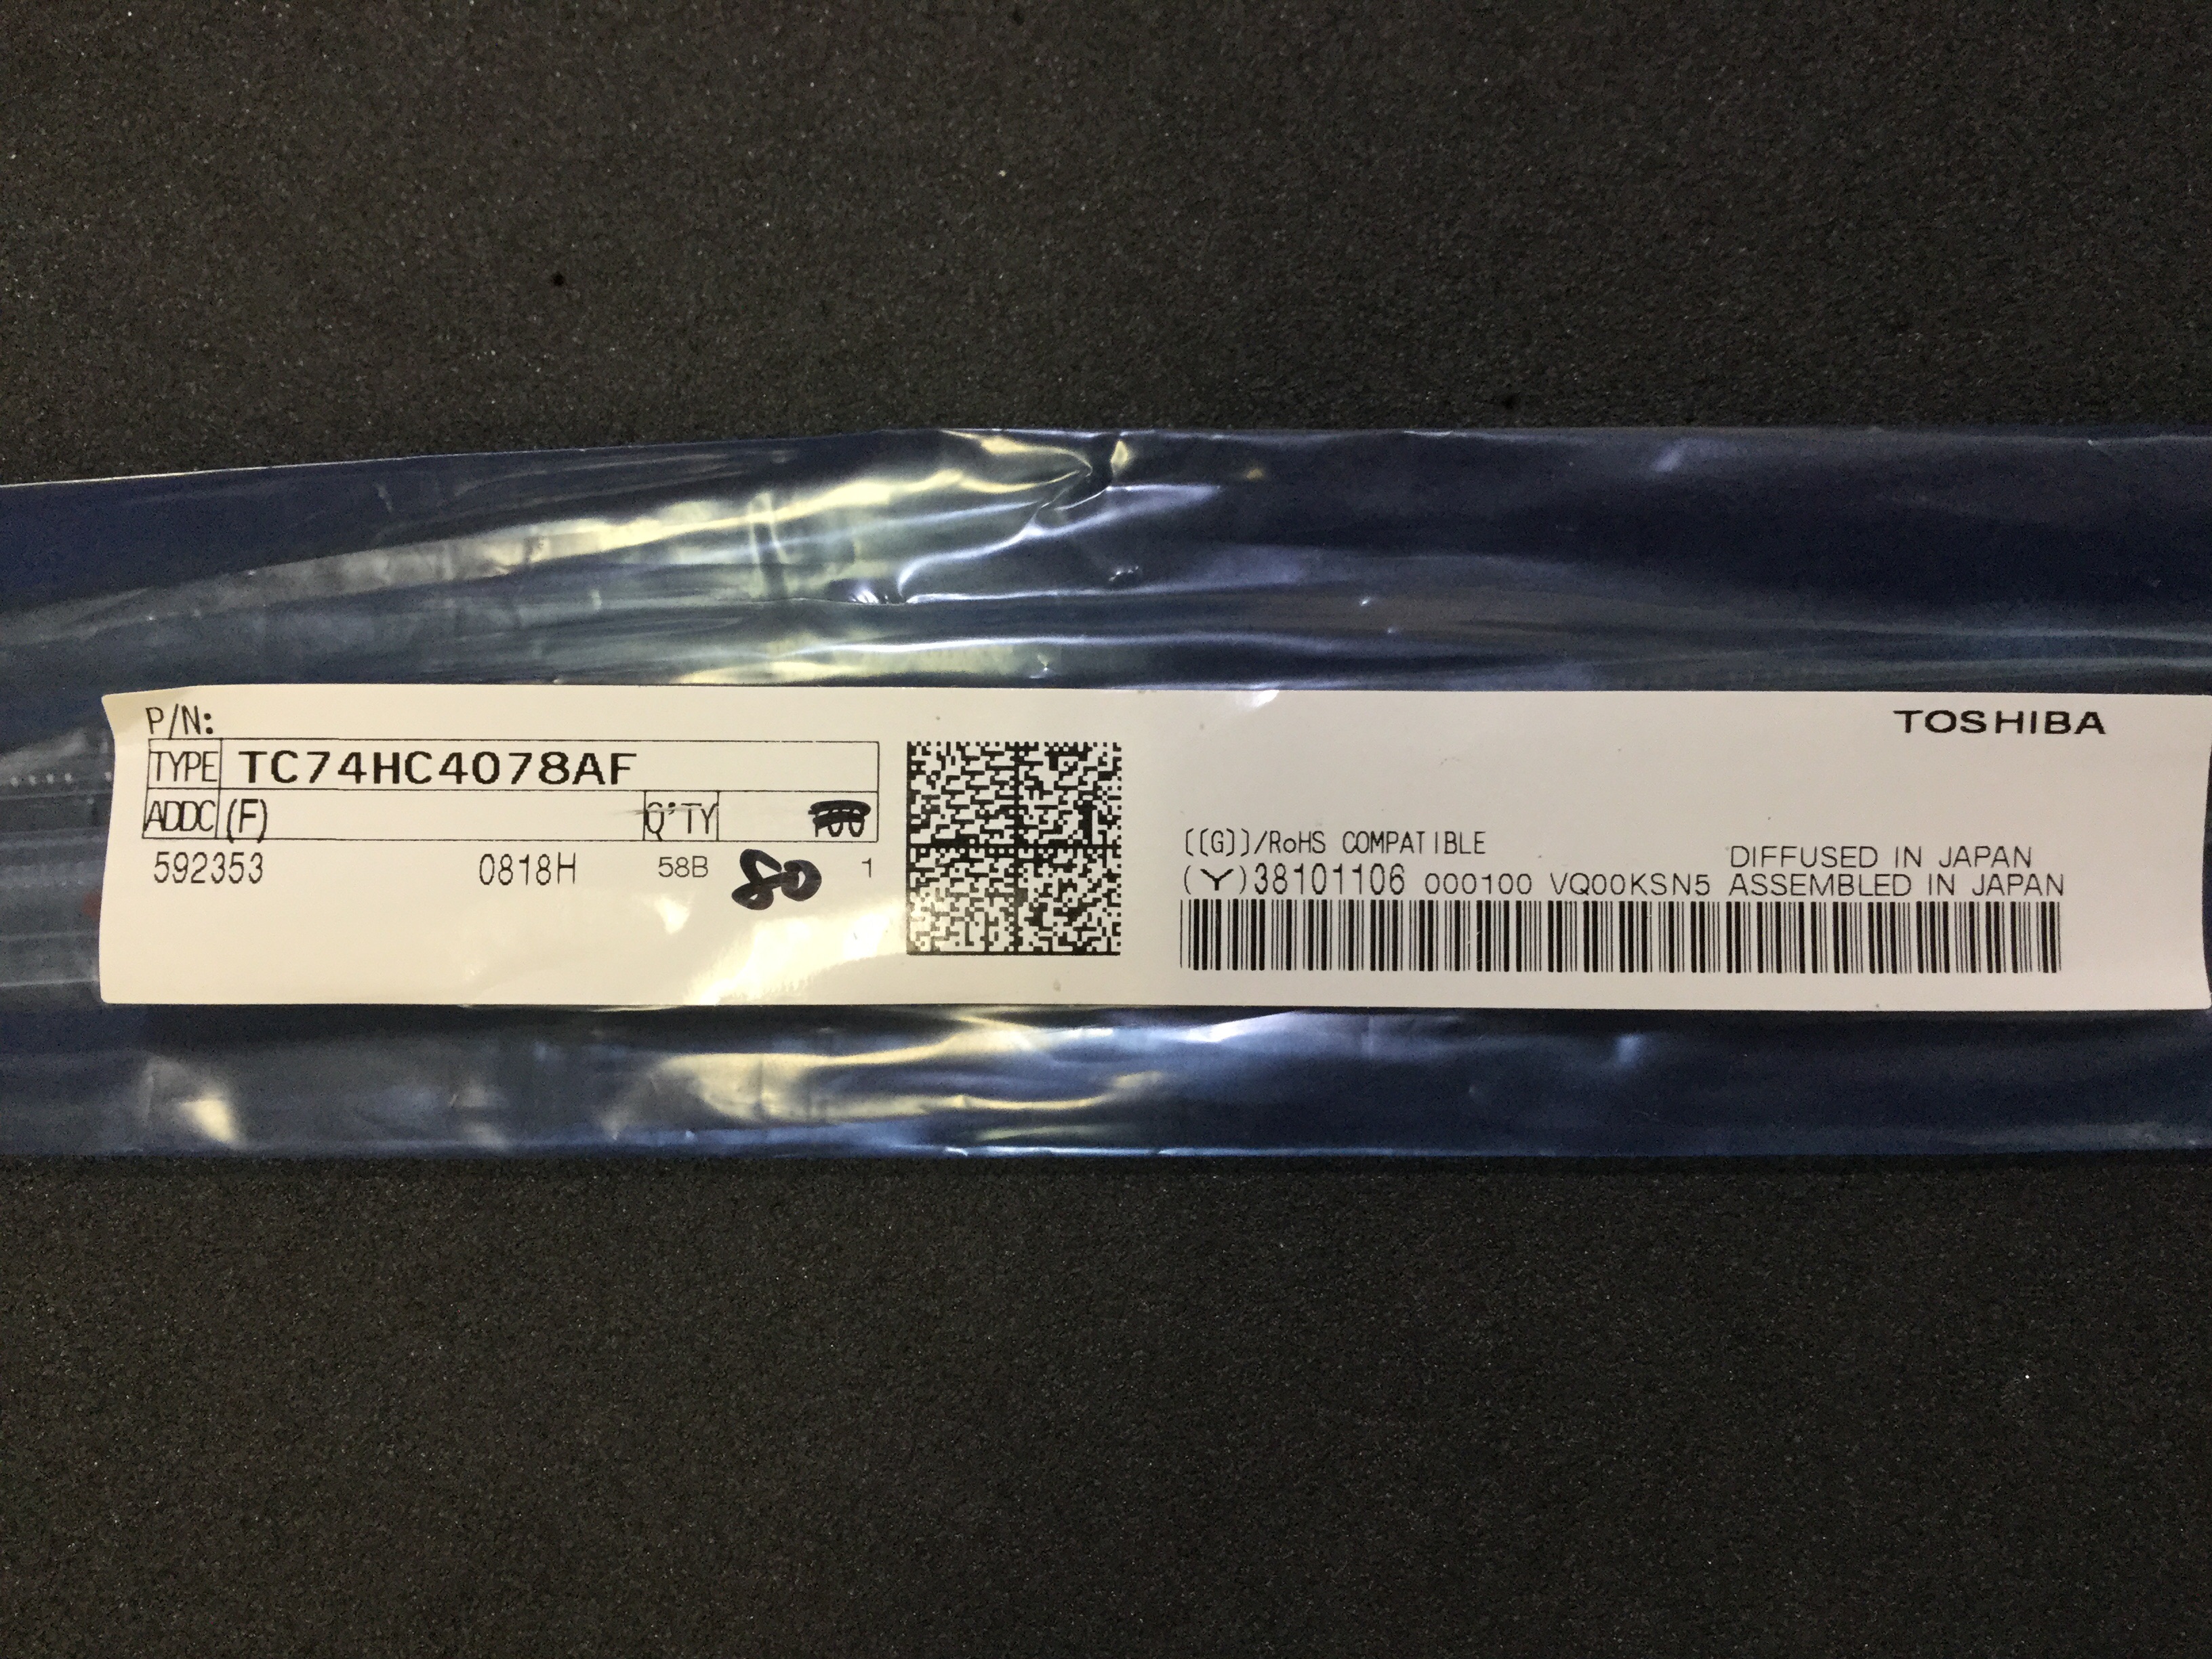 P/N:
TOSHIBA
TYPE TC74HC4078AF
ADDC (F) Q'TY 100
592353 0818H 58B 80 1
[[G]]/RoHS COMPATIBLE
DIFFUSED IN JAPAN
(Y)38101106 000100 VQ00KSN5 ASSEMBLED IN JAPAN